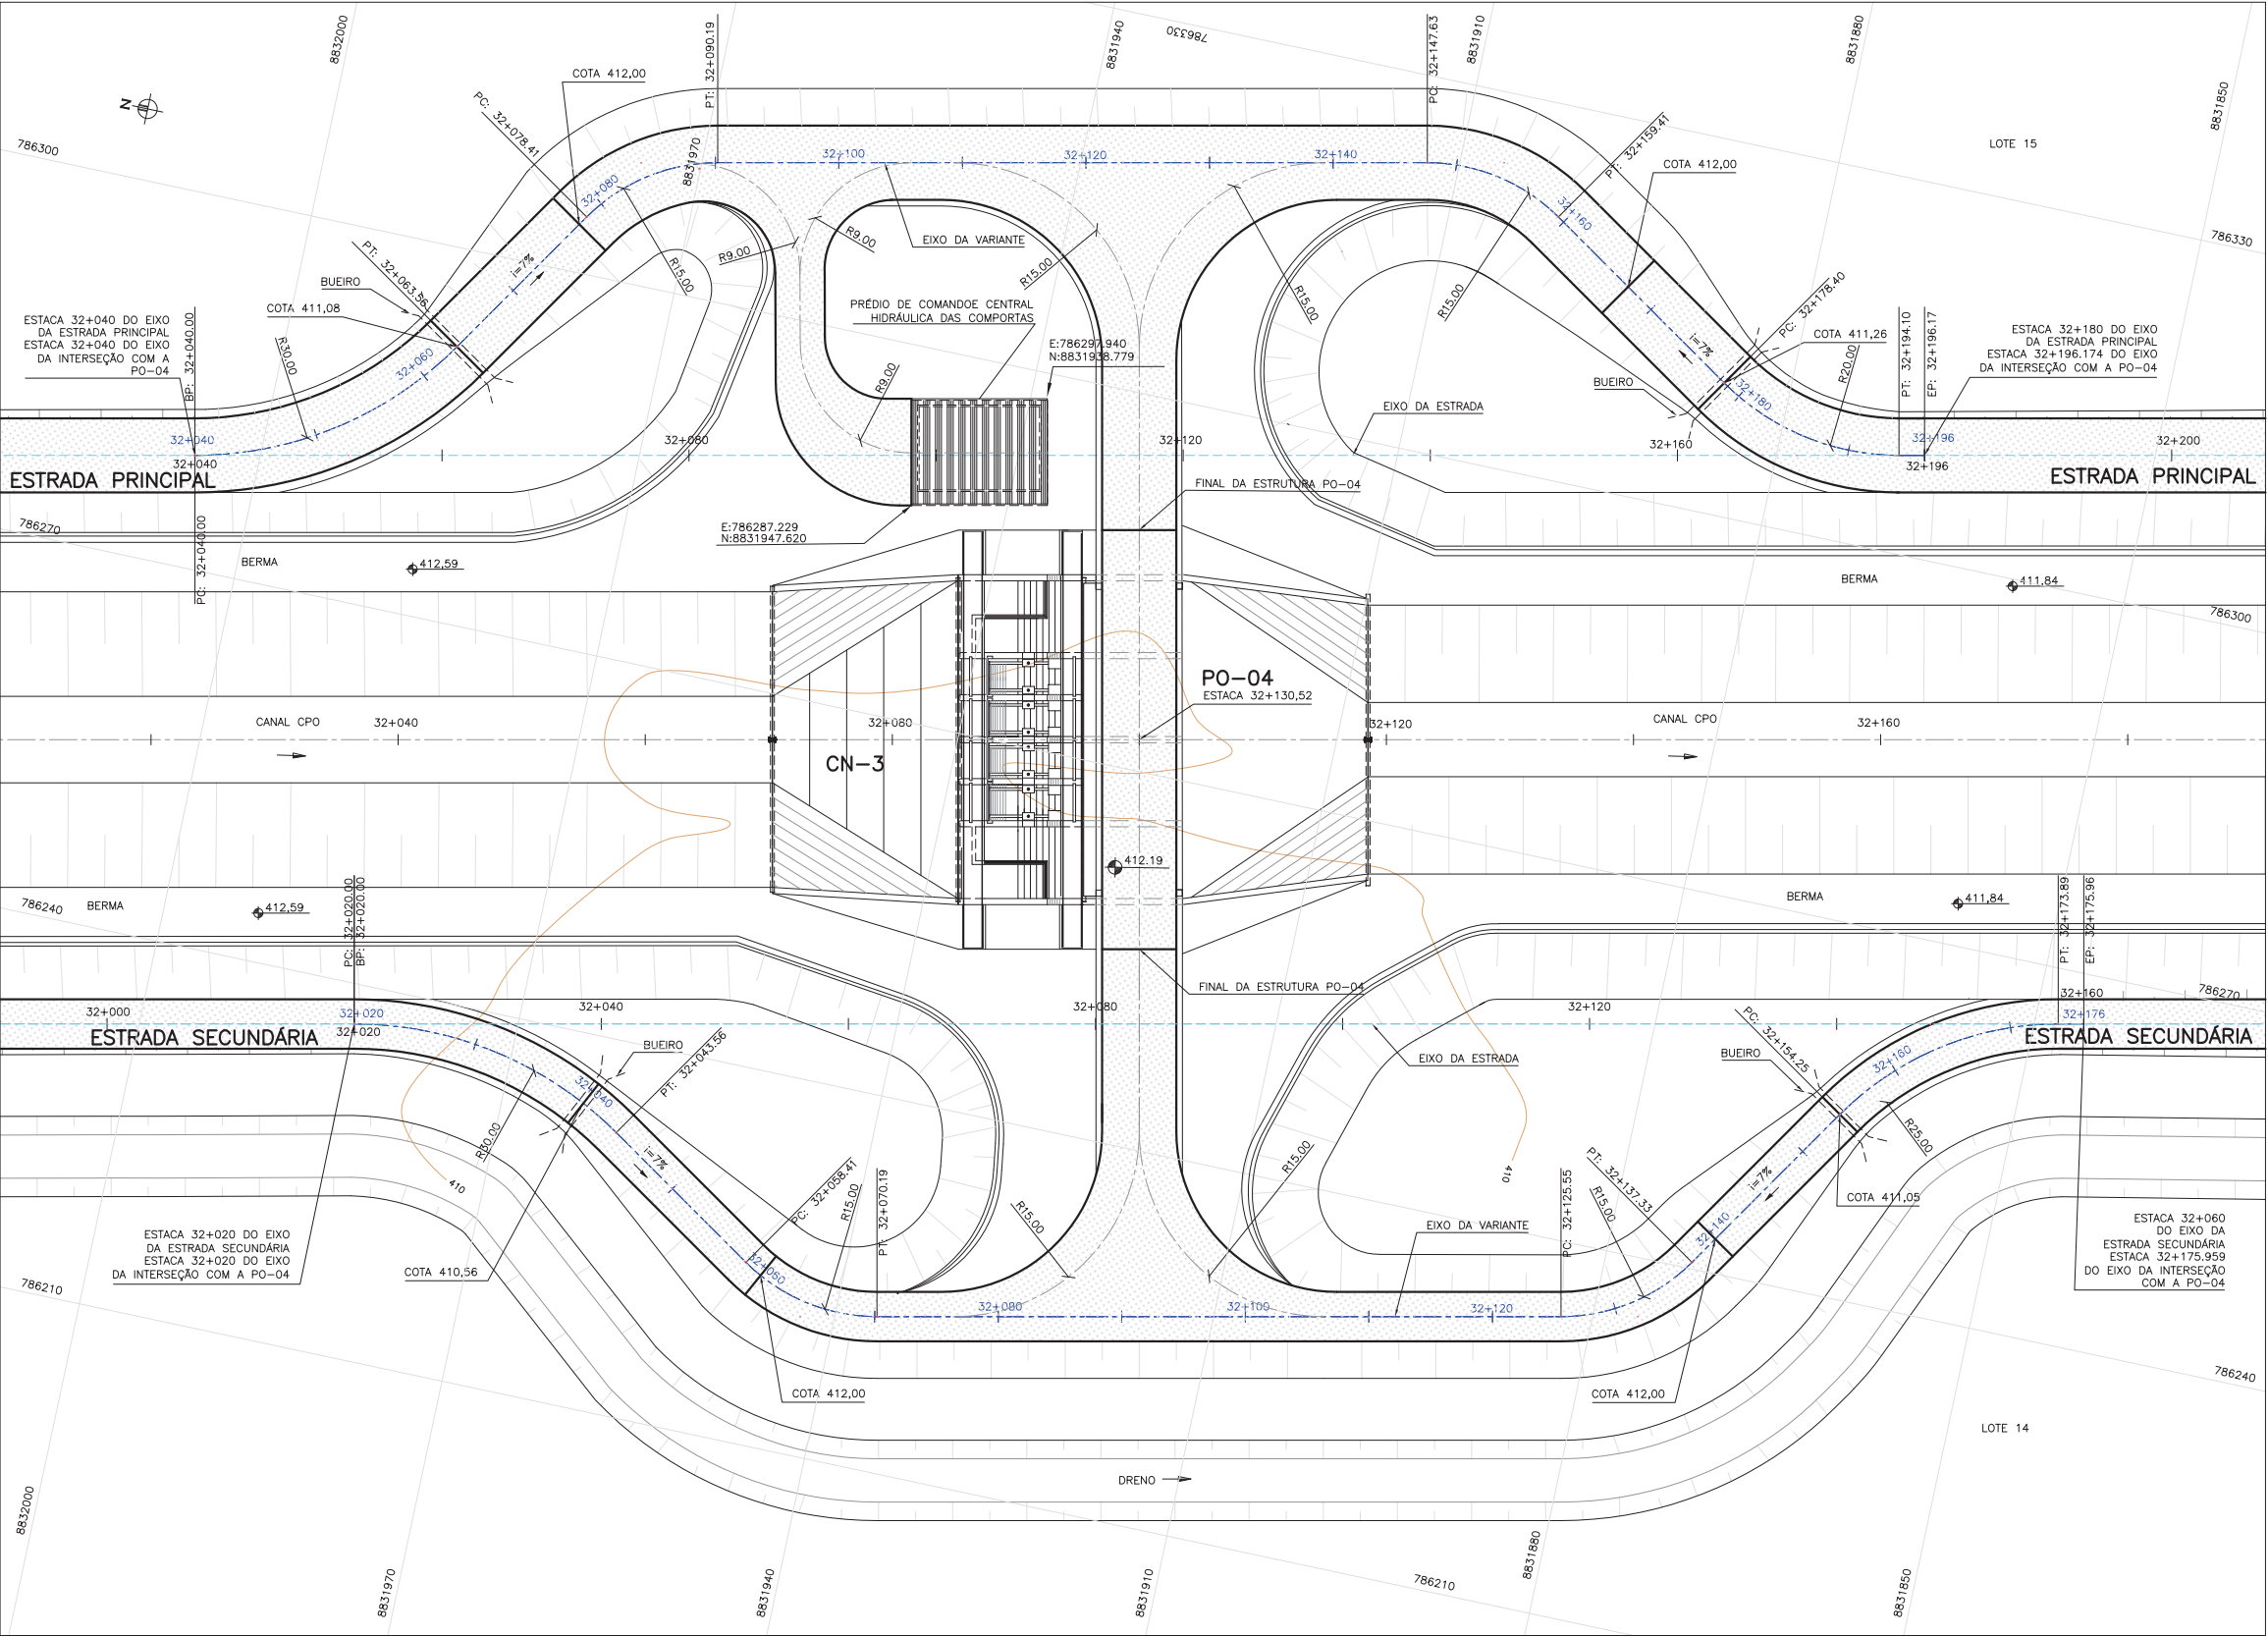 8832000
PT: 32+090.19
8831940
786330
PC: 32+147.63
8831910
8831880
8831850
N
COTA 412,00
PC: 32+078.41
786300
8831970
32+080
32+100
32+120
32+140
PT: 32+159.41
COTA 412,00
LOTE 15
32+160
786330
i=7%
R15.00
R9.00
R9.00
EIXO DA VARIANTE
R15.00
R15.00
R15.00
PT: 32+063.56
BUEIRO
COTA 411,08
ESTACA 32+040 DO EIXO
DA ESTRADA PRINCIPAL
ESTACA 32+040 DO EIXO
DA INTERSEÇÃO COM A
PO-04
BP: 32+040.00
R30.00
32+060
PRÉDIO DE COMANDOE CENTRAL
HIDRÁULICA DAS COMPORTAS
E:786297.940
N:8831938.779
R9.00
i=7%
PC: 32+178.40
COTA 411,26
BUEIRO
32+180
R20.00
PT: 32+194.10
EP: 32+196.17
ESTACA 32+180 DO EIXO
DA ESTRADA PRINCIPAL
ESTACA 32+196.174 DO EIXO
DA INTERSEÇÃO COM A PO-04
EIXO DA ESTRADA
32+040
32+040
32+080
32+120
32+160
32+196
32+196
32+200
ESTRADA PRINCIPAL
ESTRADA PRINCIPAL
FINAL DA ESTRUTURA PO-04
786270
PC: 32+040.00
E:786287.229
N:8831947.620
BERMA
412,59
BERMA
411,84
786300
PO-04
ESTACA 32+130,52
CANAL CPO
32+040
32+080
32+120
CANAL CPO
32+160
CN-3
412.19
786240
BERMA
412,59
PC: 32+020.00
BP: 32+020.00
BERMA
411,84
PT: 32+173.89
EP: 32+175.96
FINAL DA ESTRUTURA PO-04
786270
32+000
32+020
32+020
32+040
32+080
32+120
32+160
32+176
ESTRADA SECUNDÁRIA
ESTRADA SECUNDÁRIA
BUEIRO
PT: 32+043.56
EIXO DA ESTRADA
PC: 32+154.25
BUEIRO
32+160
32+040
R30.00
i=7%
410
R25.00
R15.00
410
PT: 32+137.33
i=7%
COTA 411,05
PC: 32+058.41
R15.00
PT: 32+070.19
R15.00
PC: 32+125.55
R15.00
EIXO DA VARIANTE
32+140
ESTACA 32+020 DO EIXO
DA ESTRADA SECUNDÁRIA
ESTACA 32+020 DO EIXO
DA INTERSEÇÃO COM A PO-04
COTA 410,56
32+060
ESTACA 32+060
DO EIXO DA
ESTRADA SECUNDÁRIA
ESTACA 32+175.959
DO EIXO DA INTERSEÇÃO
COM A PO-04
786210
32+080
32+100
32+120
COTA 412,00
COTA 412,00
786240
LOTE 14
DRENO
8832000
8831970
8831940
8831910
786210
8831880
8831850